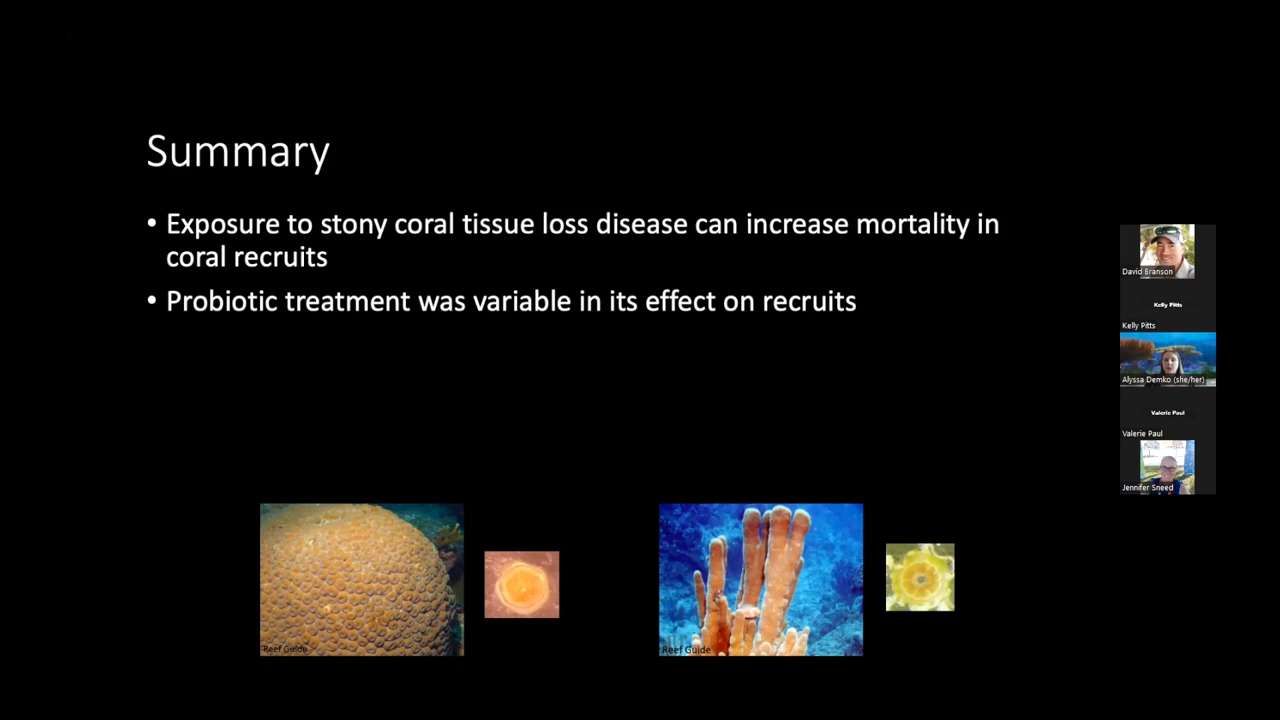 Summary
• Exposure to stony coral tissue loss disease can increase mortality in
coral recruits
• Probiotic treatment was variable in its effect on recruits
David Branson
Kelly Pitts
Kelly Pitts
Alyssa Demko (she/her)
Valerie Paul
Valerie Paul
Jennifer Sneed
Reef Guide
Reef Guide